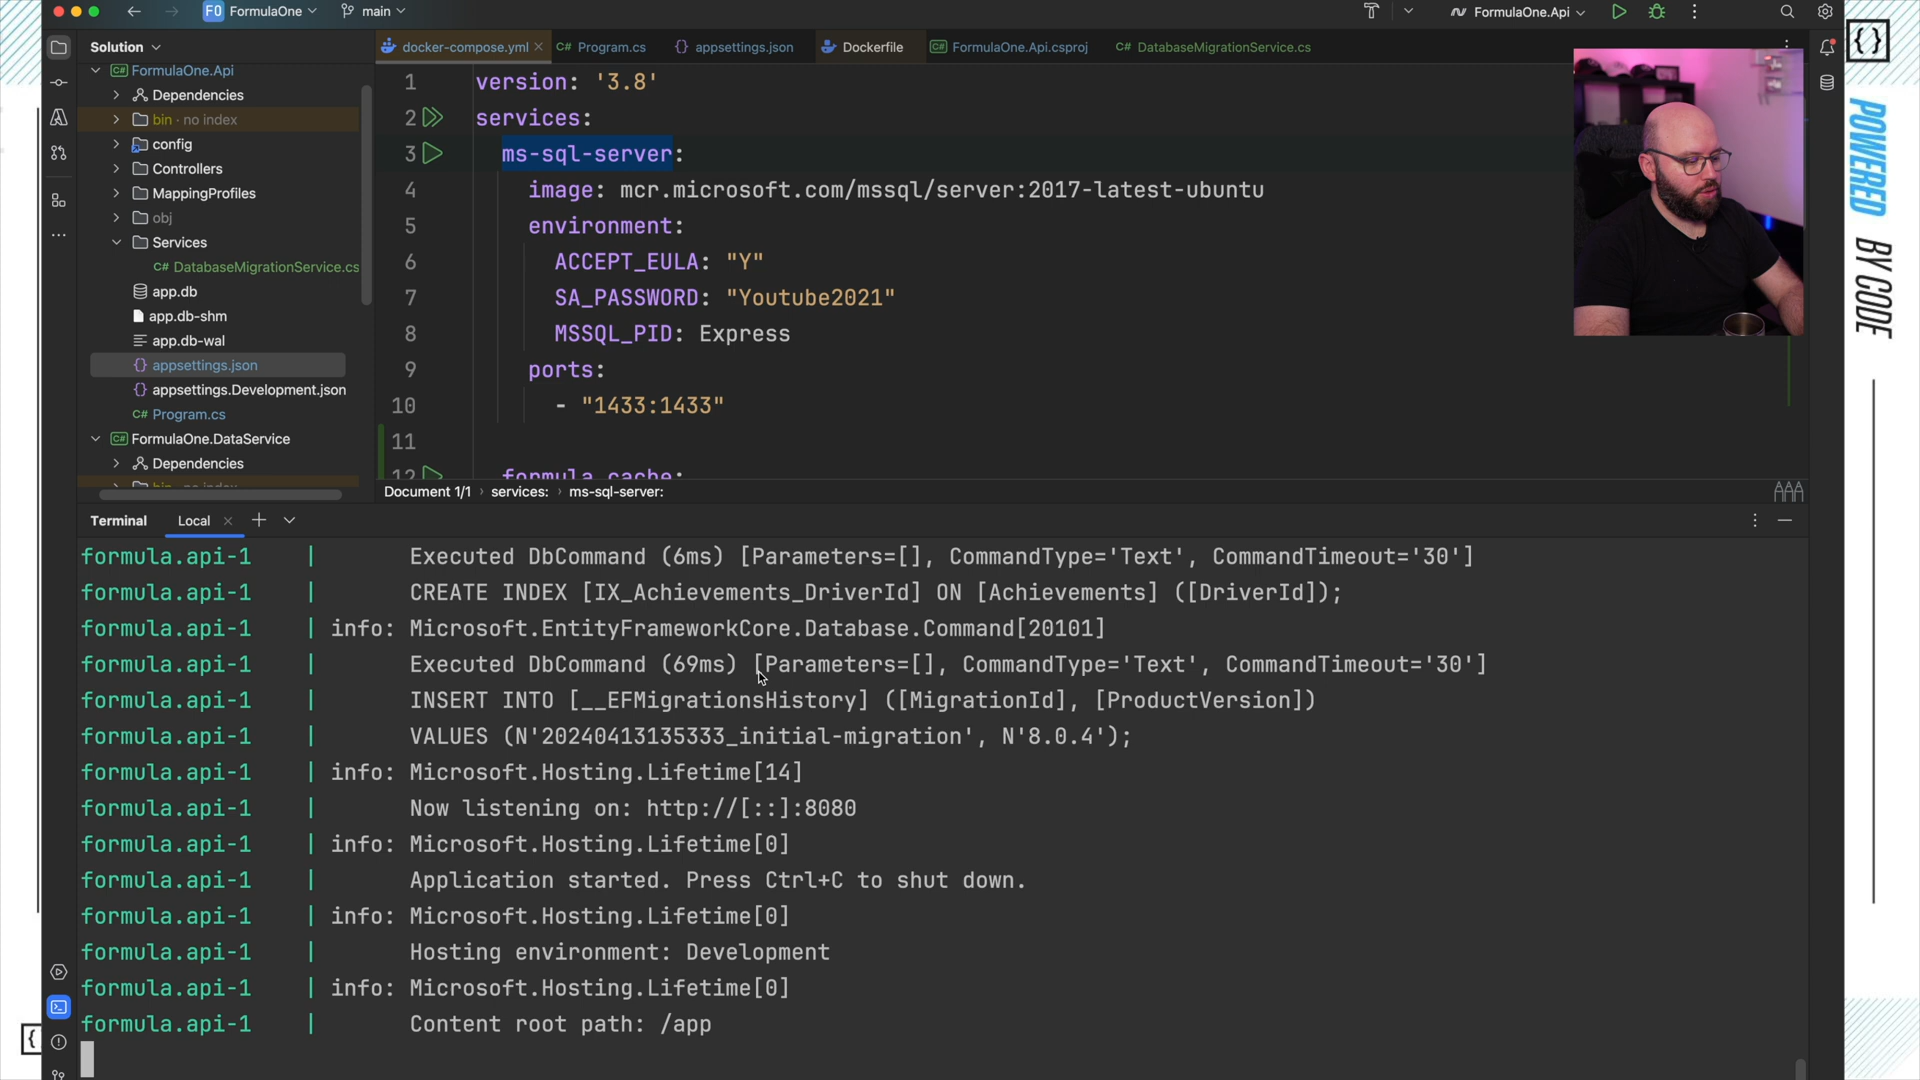 FO FormulaOne main FormulaOne.Api
Solution docker-compose.yml C# Program.cs {} appsettings.json Dockerfile C# FormulaOne.Api.csproj C# DatabaseMigrationService.cs
C# FormulaOne.Api
Dependencies
bin · no index
config
Controllers
MappingProfiles
obj
Services
C# DatabaseMigrationService.cs
app.db
app.db-shm
app.db-wal
{} appsettings.json
{} appsettings.Development.json
C# Program.cs
C# FormulaOne.DataService
Dependencies
bin · no index
1 version: '3.8'
2 services:
3 ms-sql-server:
4 image: mcr.microsoft.com/mssql/server:2017-latest-ubuntu
5 environment:
6 ACCEPT_EULA: "Y"
7 SA_PASSWORD: "Youtube2021"
8 MSSQL_PID: Express
9 ports:
10 - "1433:1433"
11
12 formula.cache:
Document 1/1 › services: › ms-sql-server:
Terminal Local
formula.api-1 | Executed DbCommand (6ms) [Parameters=[], CommandType='Text', CommandTimeout='30']
formula.api-1 | CREATE INDEX [IX_Achievements_DriverId] ON [Achievements] ([DriverId]);
formula.api-1 | info: Microsoft.EntityFrameworkCore.Database.Command[20101]
formula.api-1 | Executed DbCommand (69ms) [Parameters=[], CommandType='Text', CommandTimeout='30']
formula.api-1 | INSERT INTO [__EFMigrationsHistory] ([MigrationId], [ProductVersion])
formula.api-1 | VALUES (N'20240413135333_initial-migration', N'8.0.4');
formula.api-1 | info: Microsoft.Hosting.Lifetime[14]
formula.api-1 | Now listening on: http://[::]:8080
formula.api-1 | info: Microsoft.Hosting.Lifetime[0]
formula.api-1 | Application started. Press Ctrl+C to shut down.
formula.api-1 | info: Microsoft.Hosting.Lifetime[0]
formula.api-1 | Hosting environment: Development
formula.api-1 | info: Microsoft.Hosting.Lifetime[0]
formula.api-1 | Content root path: /app
{}
POWERED BY CODE